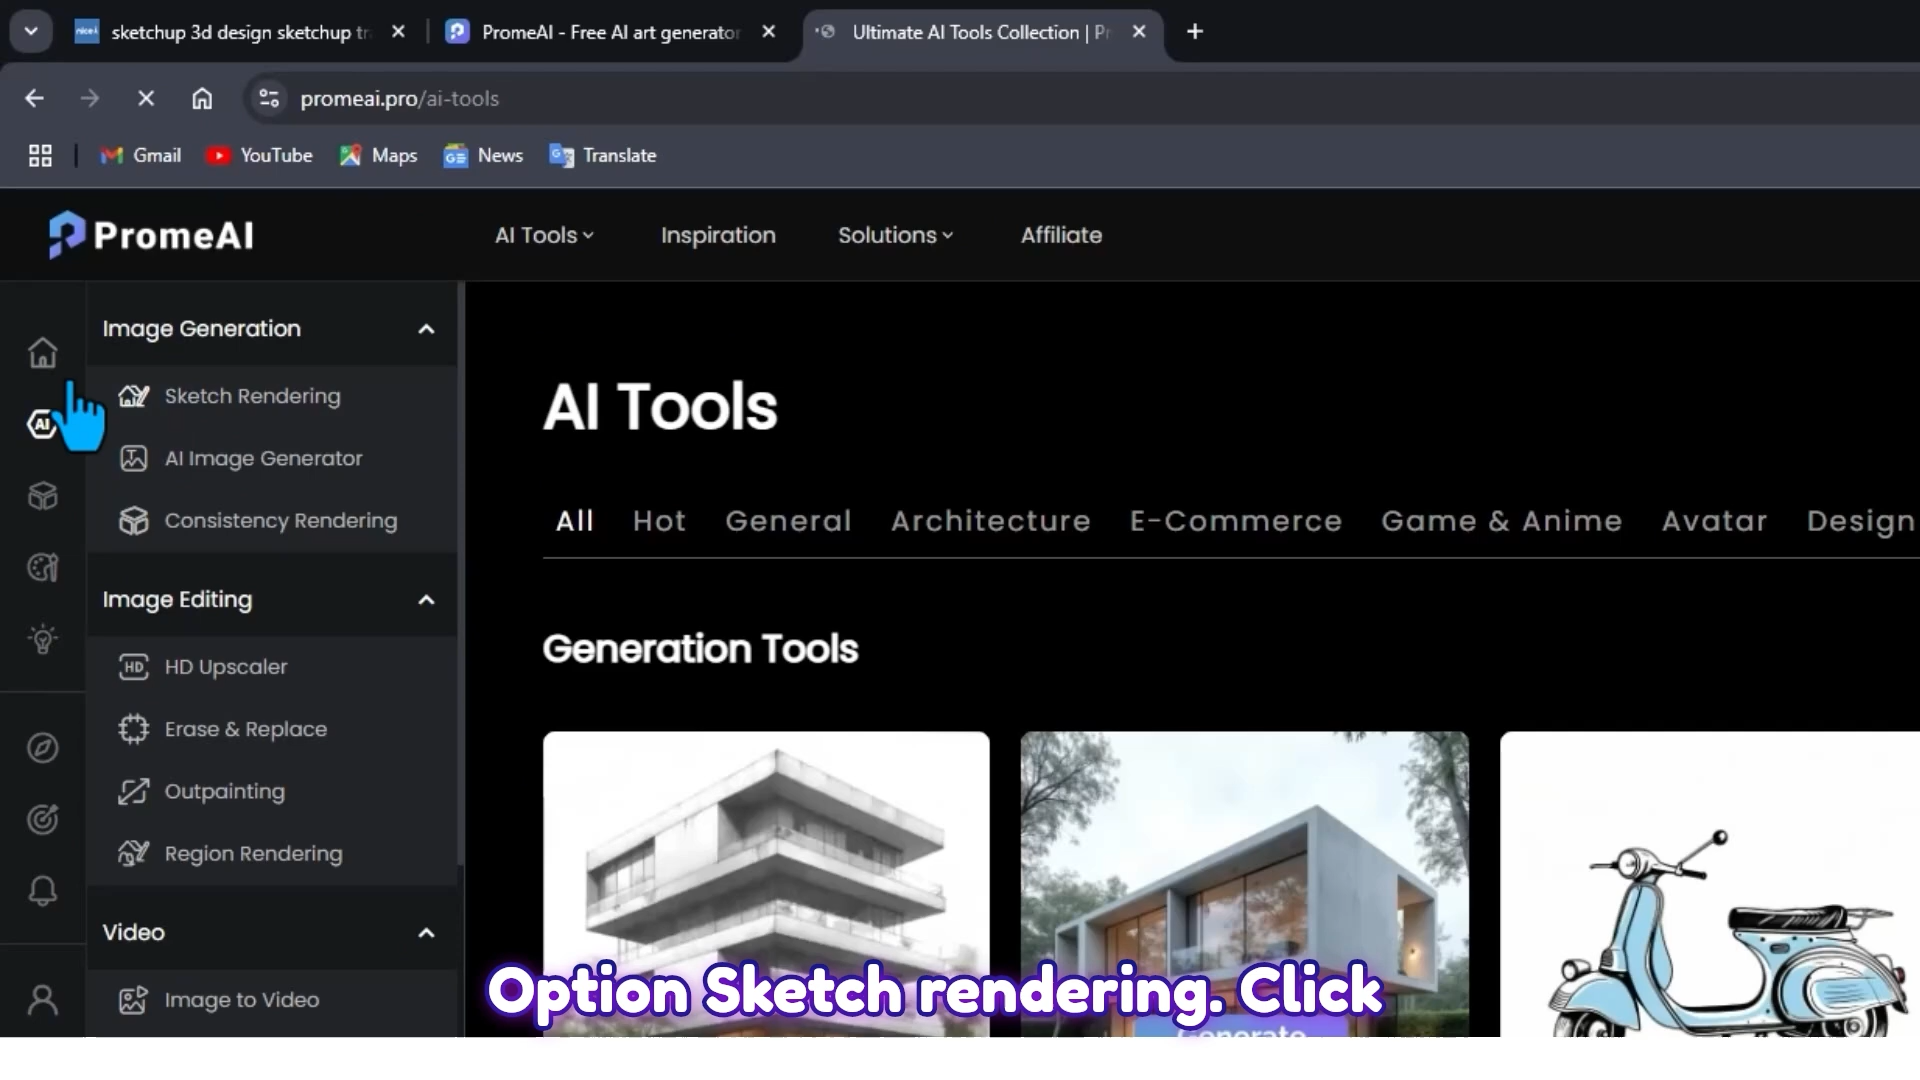 sketchup 3d design sketchup tr
PromeAI - Free AI art generator
Ultimate AI Tools Collection | Pr
promeai.pro/ai-tools
Gmail
YouTube
Maps
News
Translate
PromeAI
AI Tools
Inspiration
Solutions
Affiliate
Image Generation
Sketch Rendering
AI Image Generator
Consistency Rendering
Image Editing
HD Upscaler
Erase & Replace
Outpainting
Region Rendering
Video
Image to Video
AI Tools
All Hot General Architecture E-Commerce Game & Anime Avatar Design
Generation Tools
Option Sketch rendering. Click
Generate